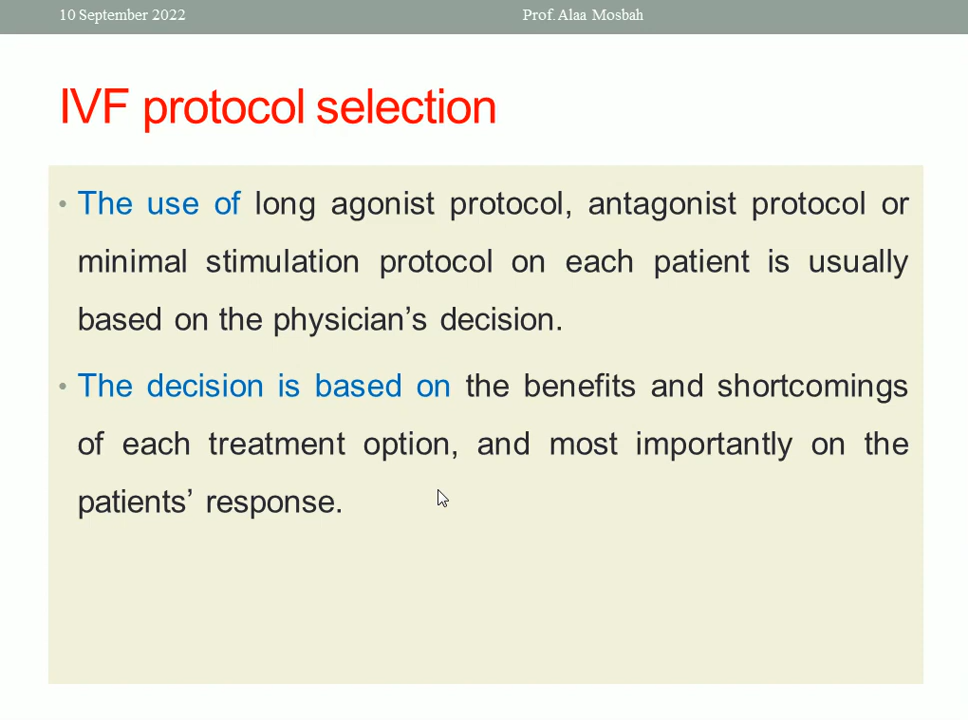 10 September 2022 Prof. Alaa Mosbah
IVF protocol selection
• The use of long agonist protocol, antagonist protocol or
minimal stimulation protocol on each patient is usually
based on the physician’s decision.
• The decision is based on the benefits and shortcomings
of each treatment option, and most importantly on the
patients’ response.